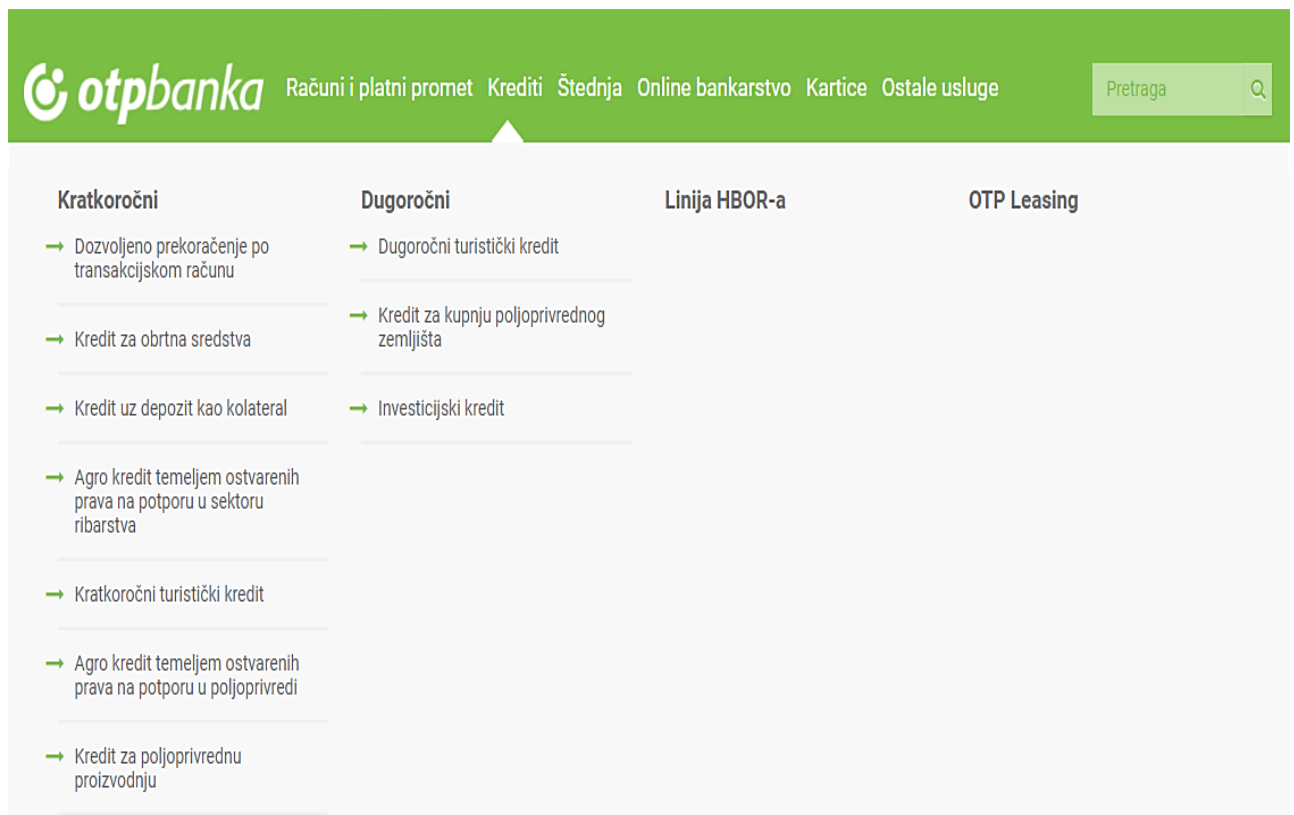 otpbanka
Računi i platni promet Krediti Štednja Online bankarstvo Kartice Ostale usluge
Pretraga
Kratkoročni
Dozvoljeno prekoračenje po
transakcijskom računu
Kredit za obrtna sredstva
Kredit uz depozit kao kolateral
Agro kredit temeljem ostvarenih
prava na potporu u sektoru
ribarstva
Kratkoročni turistički kredit
Agro kredit temeljem ostvarenih
prava na potporu u poljoprivredi
Kredit za poljoprivrednu
proizvodnju
Dugoročni
Dugoročni turistički kredit
Kredit za kupnju poljoprivrednog
zemljišta
Investicijski kredit
Linija HBOR-a
OTP Leasing